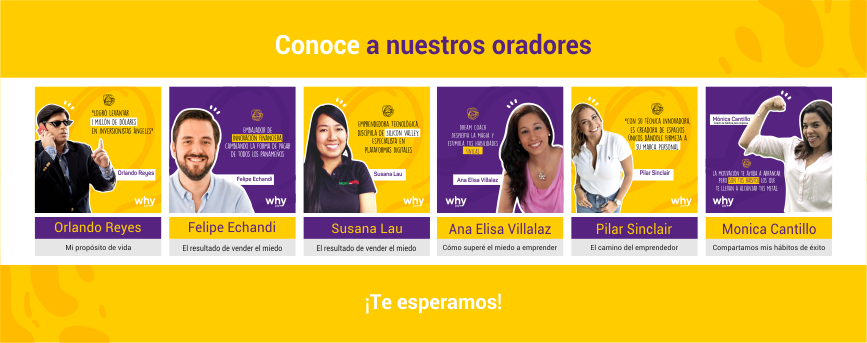 Conoce a nuestros oradores
"LOGRÓ LEVANTAR
1 MILLÓN DE DÓLARES
EN INVERSIONISTAS ÁNGELES"
Orlando Reyes
why
EMBAJADOR DE
INNOVACIÓN FINANCIERA,
CAMBIANDO LA FORMA DE PAGAR
DE TODOS LOS PANAMEÑOS
Felipe Echandi
why
EMPRENDEDORA TECNOLÓGICA,
DISCÍPULA DE SILICON VALLEY,
ESPECIALISTA EN
PLATAFORMAS DIGITALES
Susana Lau
why
DREAM COACH
DESPIERTA LA MAGIA Y
ESTIMULA TUS HABILIDADES
Ana Elisa Villalaz
why
"CON SU TÉCNICA INNOVADORA,
ES CREADORA DE ESPACIOS
ÚNICOS DÁNDOLE FIRMEZA A
SU MARCA PERSONAL"
Pilar Sinclair
why
Mónica Cantillo
LA MOTIVACIÓN TE AYUDA A ARRANCAR
PERO SON TUS HÁBITOS LOS QUE
TE LLEVAN A ALCANZAR TUS METAS
why
Orlando Reyes
Mi propósito de vida
Felipe Echandi
El resultado de vender el miedo
Susana Lau
El resultado de vender el miedo
Ana Elisa Villalaz
Cómo superé el miedo a emprender
Pilar Sinclair
El camino del emprendedor
Monica Cantillo
Compartamos mis hábitos de éxito
¡Te esperamos!